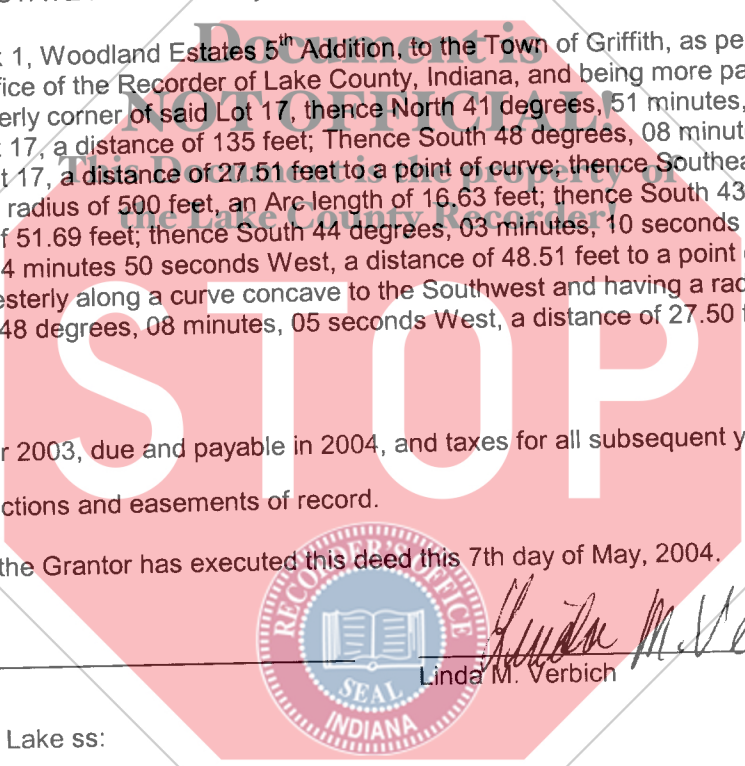 1, Woodland Estates 5th Addition, to the Town of Griffith, as pe
fice of the Recorder of Lake County, Indiana, and being more pa
erly corner of said Lot 17, thence North 41 degrees, 51 minutes,
17, a distance of 135 feet; Thence South 48 degrees, 08 minut
t 17, a distance of 27.51 feet to a point of curve; thence Southea
radius of 500 feet, an Arc length of 16.63 feet; thence South 43
f 51.69 feet; thence South 44 degrees, 03 minutes, 10 seconds
4 minutes 50 seconds West, a distance of 48.51 feet to a point
esterly along a curve concave to the Southwest and having a rad
48 degrees, 08 minutes, 05 seconds West, a distance of 27.50 f
Document is
NOT OFFICIAL!
This Document is the property of
the Lake County Recorder!
STOP
r 2003, due and payable in 2004, and taxes for all subsequent y
ctions and easements of record.
the Grantor has executed this deed this 7th day of May, 2004.
RECORDER'S OFFICE
SEAL
INDIANA
Linda M. Ve
Linda M. Verbich
Lake ss: